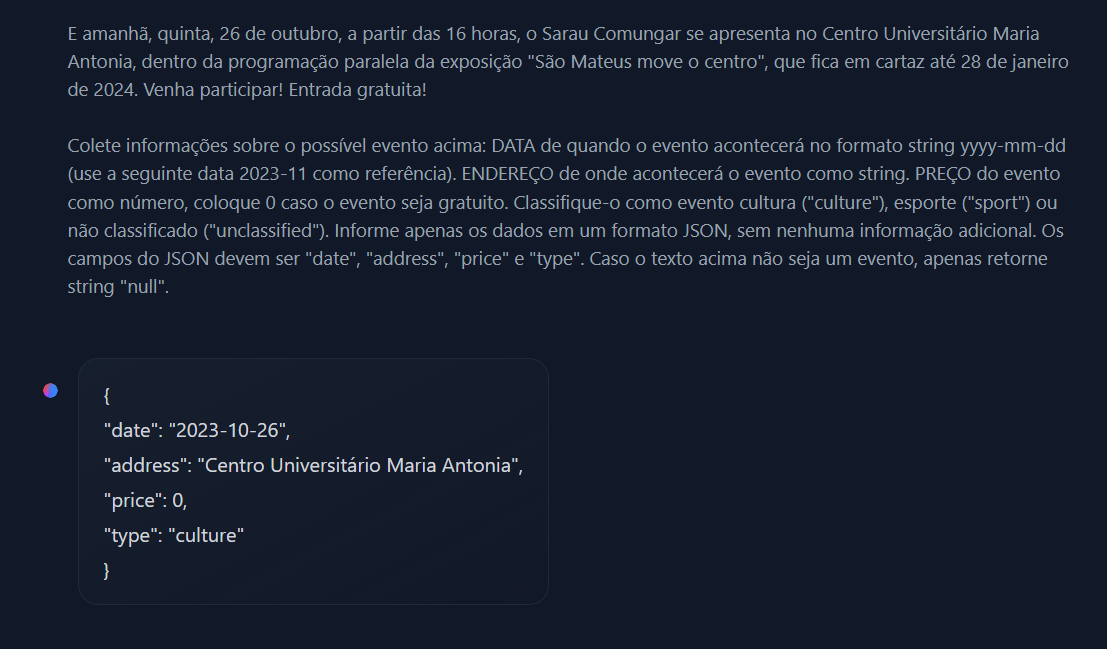 E amanhã, quinta, 26 de outubro, a partir das 16 horas, o Sarau Comungar se apresenta no Centro Universitário Maria
Antonia, dentro da programação paralela da exposição "São Mateus move o centro", que fica em cartaz até 28 de janeiro
de 2024. Venha participar! Entrada gratuita!
Colete informações sobre o possível evento acima: DATA de quando o evento acontecerá no formato string yyyy-mm-dd
(use a seguinte data 2023-11 como referência). ENDEREÇO de onde acontecerá o evento como string. PREÇO do evento
como número, coloque 0 caso o evento seja gratuito. Classifique-o como evento cultura ("culture"), esporte ("sport") ou
não classificado ("unclassified"). Informe apenas os dados em um formato JSON, sem nenhuma informação adicional. Os
campos do JSON devem ser "date", "address", "price" e "type". Caso o texto acima não seja um evento, apenas retorne
string "null".
{
"date": "2023-10-26",
"address": "Centro Universitário Maria Antonia",
"price": 0,
"type": "culture"
}